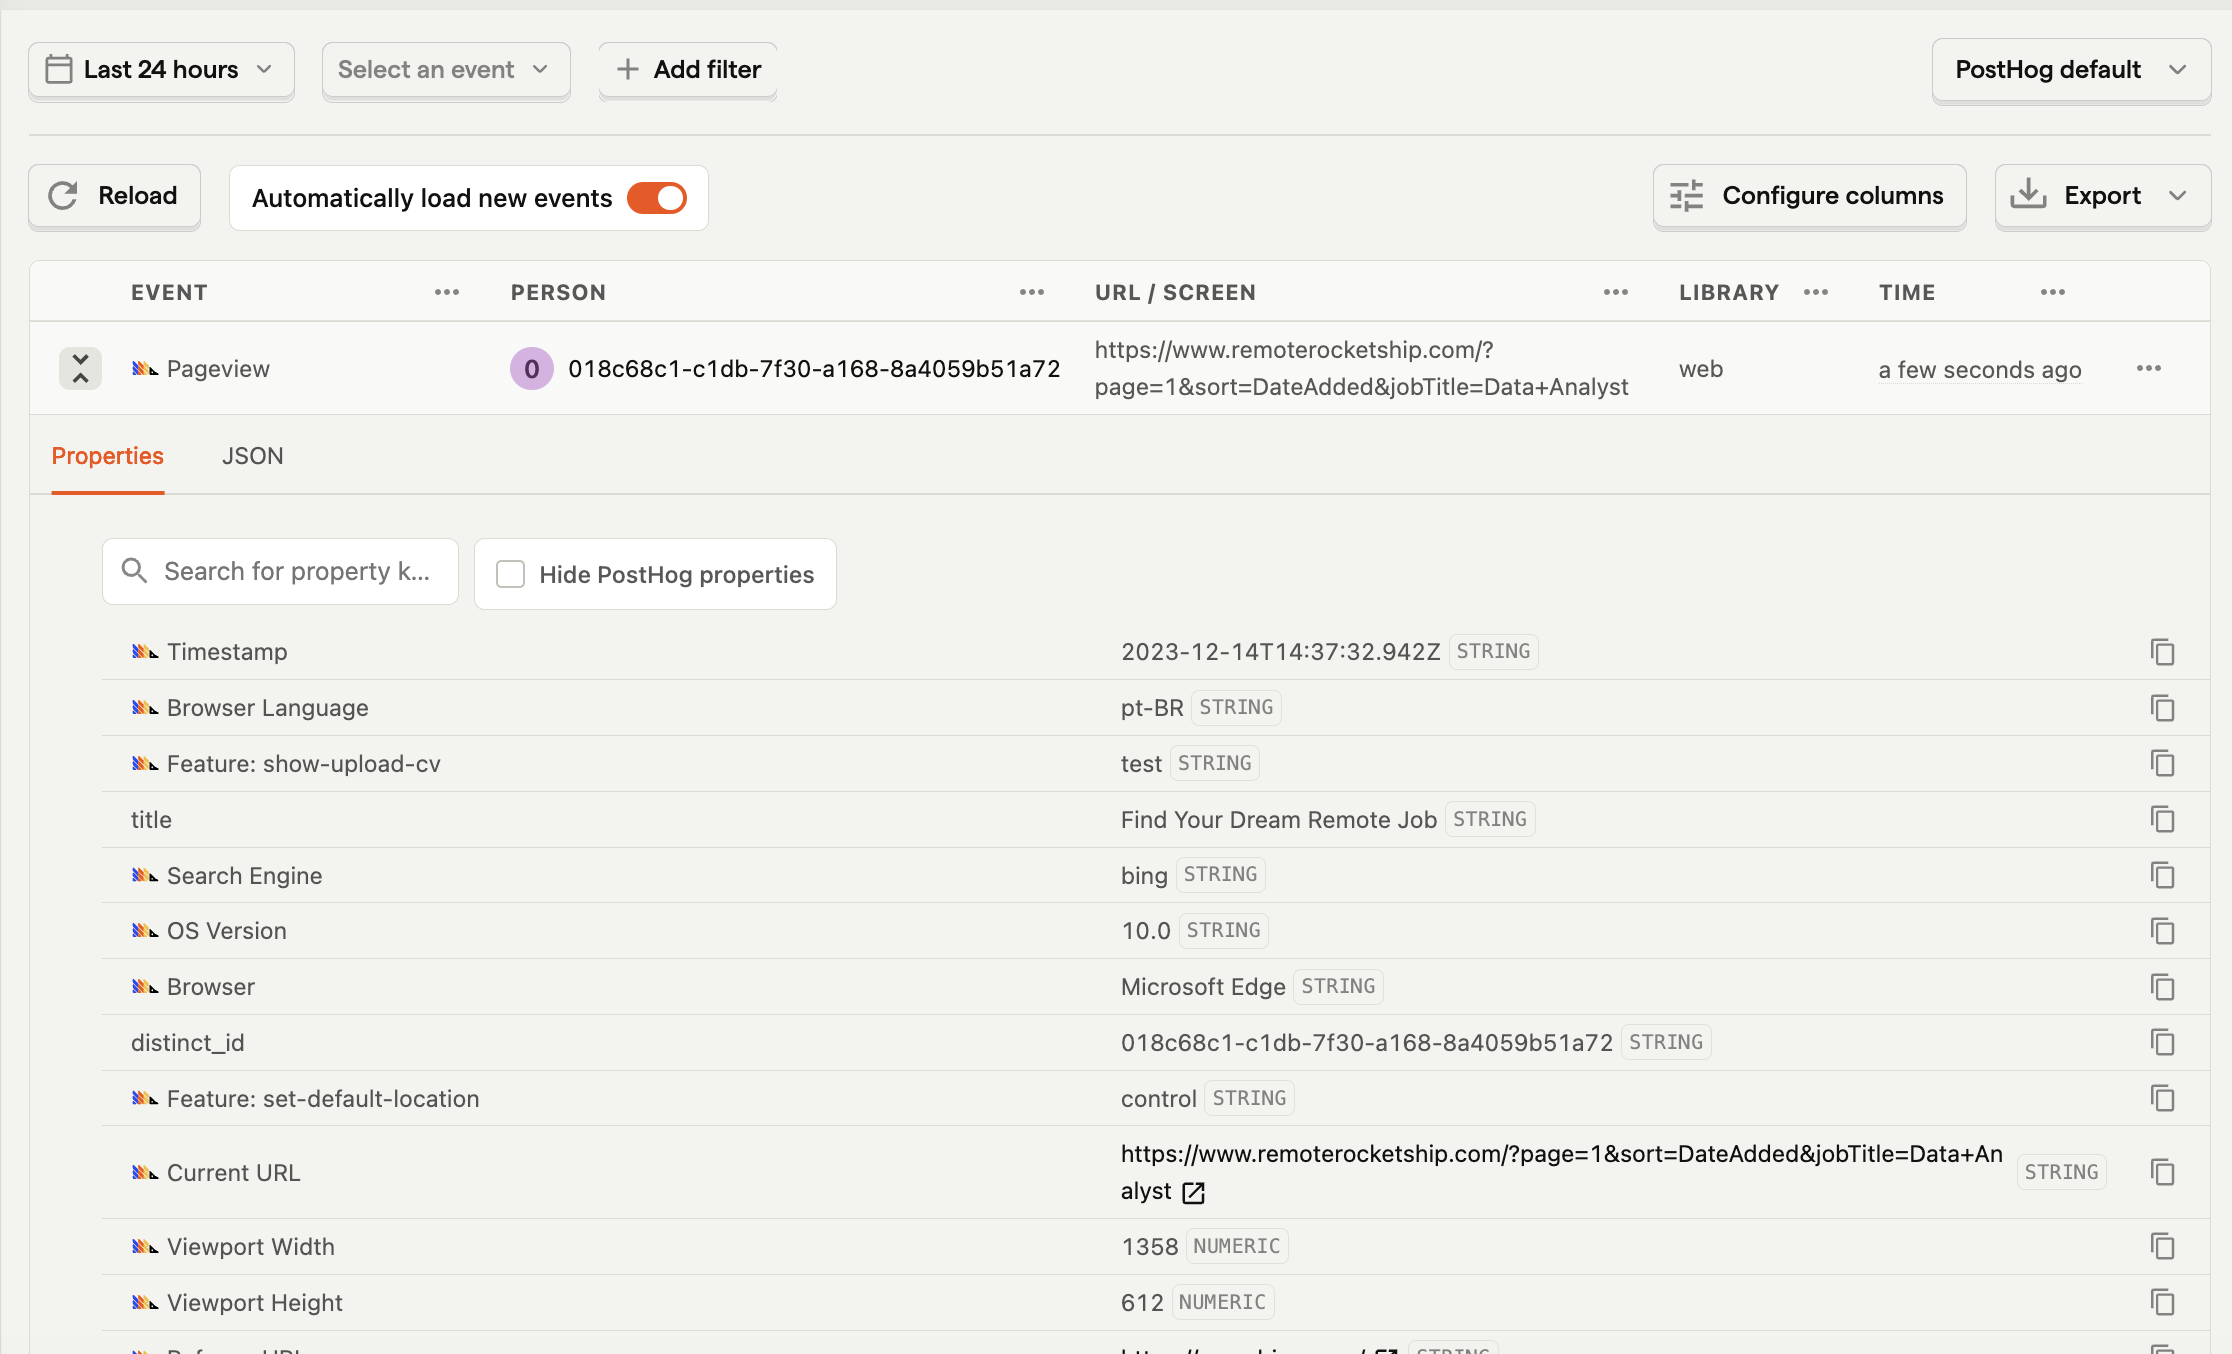 Last 24 hours
Select an event
Add filter
PostHog default
Reload
Automatically load new events
Configure columns
Export
EVENT
PERSON
URL / SCREEN
LIBRARY
TIME
Pageview
0
018c68c1-c1db-7f30-a168-8a4059b51a72
https://www.remoterocketship.com/?
page=1&sort=DateAdded&jobTitle=Data+Analyst
web
a few seconds ago
Properties
JSON
Search for property k...
Hide PostHog properties
Timestamp
2023-12-14T14:37:32.942Z STRING
Browser Language
pt-BR STRING
Feature: show-upload-cv
test STRING
title
Find Your Dream Remote Job STRING
Search Engine
bing STRING
OS Version
10.0 STRING
Browser
Microsoft Edge STRING
distinct_id
018c68c1-c1db-7f30-a168-8a4059b51a72 STRING
Feature: set-default-location
control STRING
Current URL
https://www.remoterocketship.com/?page=1&sort=DateAdded&jobTitle=Data+An
alyst
STRING
Viewport Width
1358 NUMERIC
Viewport Height
612 NUMERIC
STRING